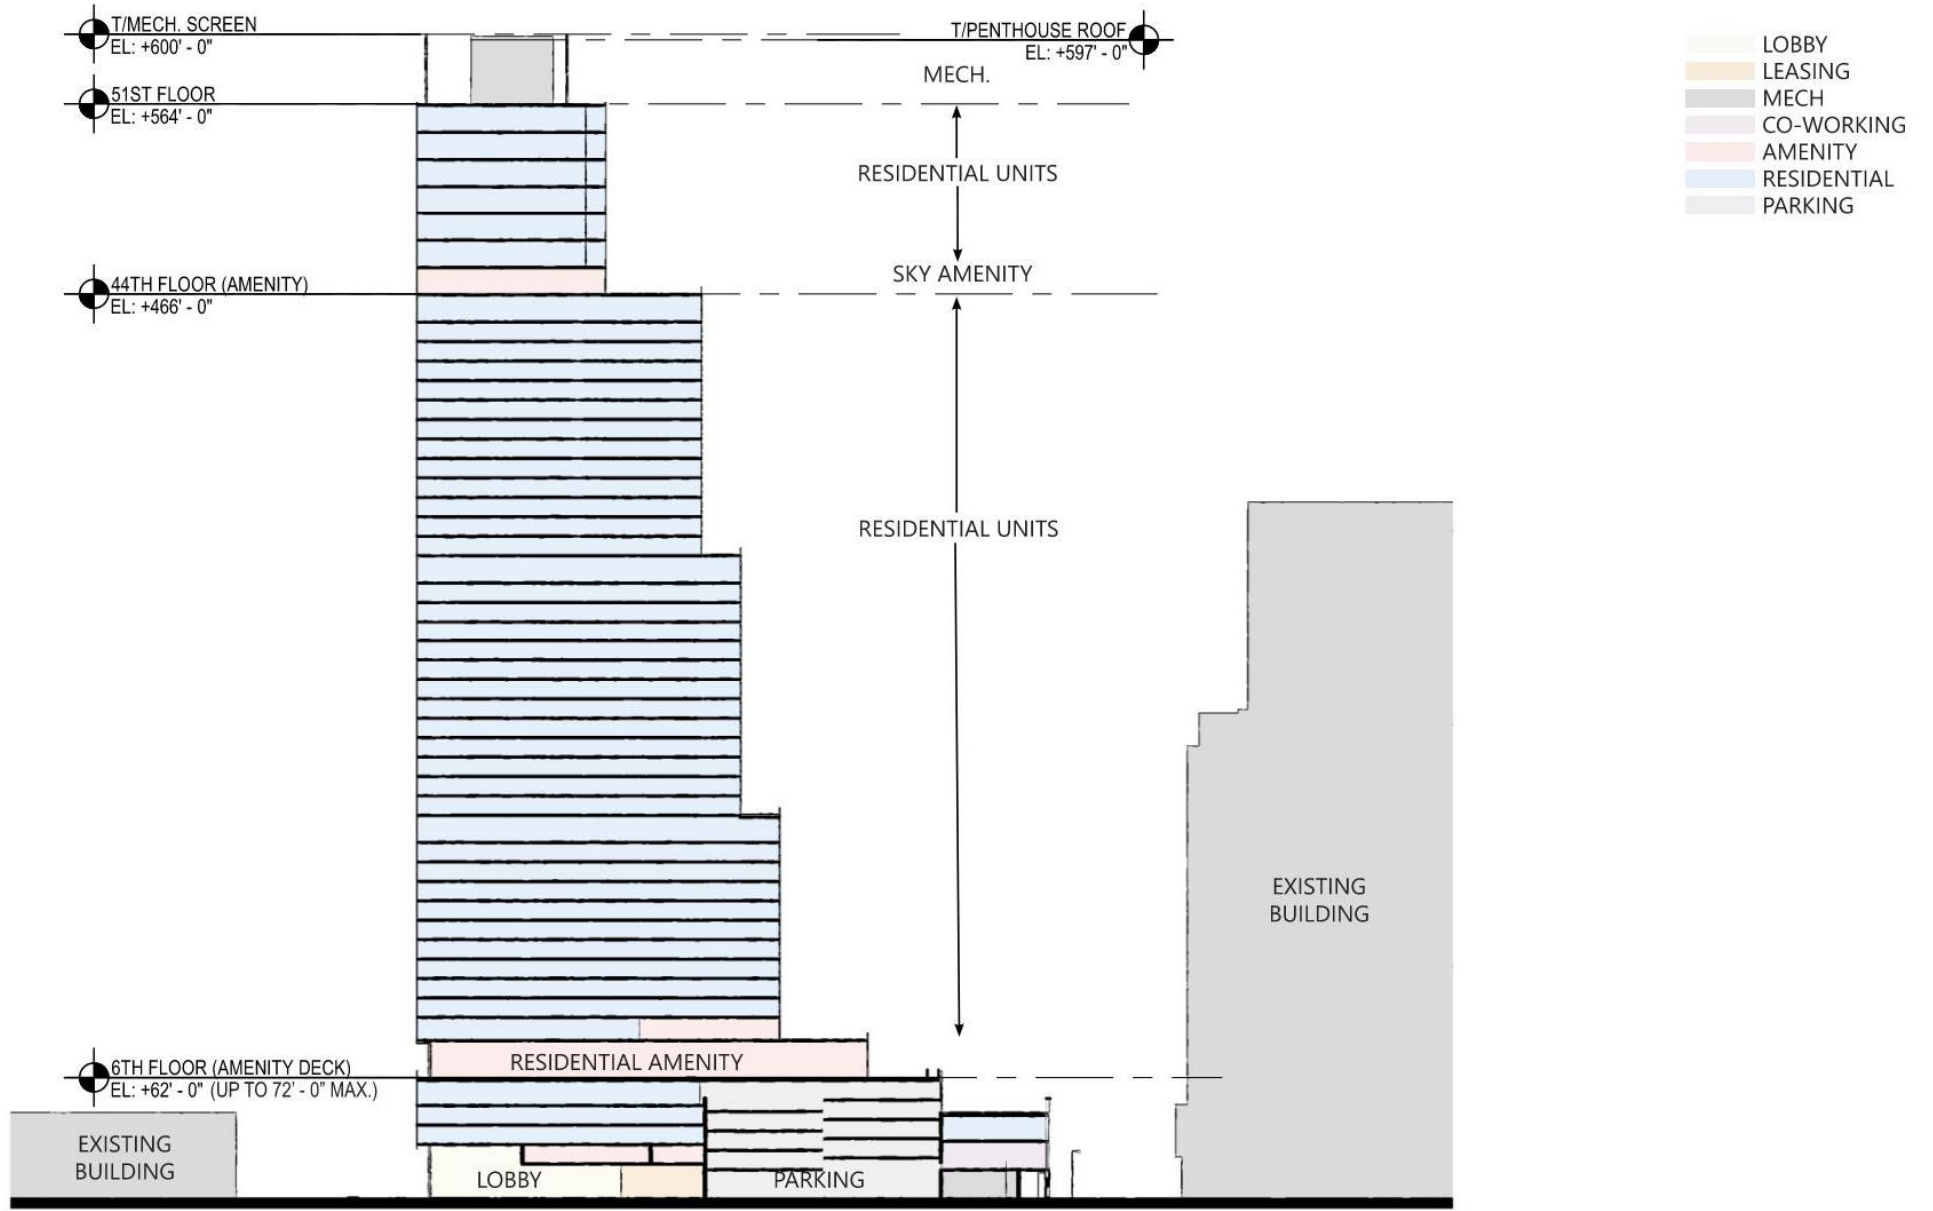 T/MECH. SCREEN
EL: +600' - 0"
T/PENTHOUSE ROOF
EL: +597' - 0"
MECH.
51ST FLOOR
EL: +564' - 0"
RESIDENTIAL UNITS
SKY AMENITY
44TH FLOOR (AMENITY)
EL: +466' - 0"
RESIDENTIAL UNITS
EXISTING
BUILDING
RESIDENTIAL AMENITY
6TH FLOOR (AMENITY DECK)
EL: +62' - 0" (UP TO 72' - 0" MAX.)
EXISTING
BUILDING
LOBBY
PARKING
LOBBY
LEASING
MECH
CO-WORKING
AMENITY
RESIDENTIAL
PARKING